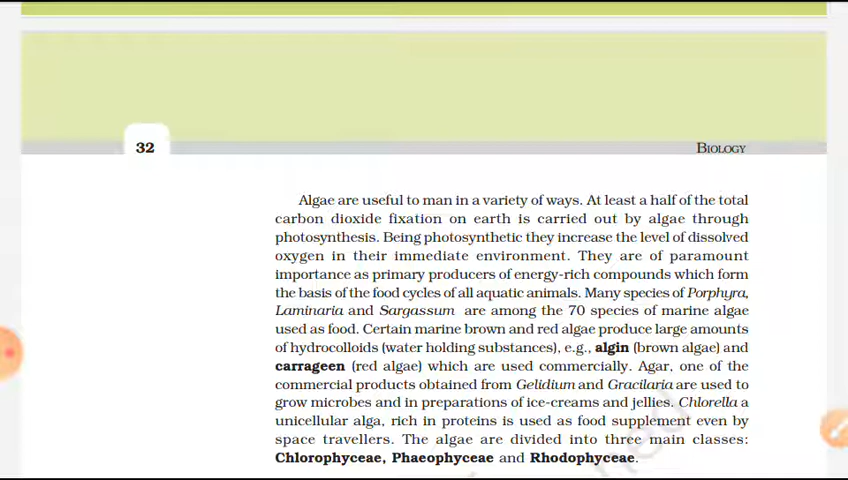 32
BIOLOGY
Algae are useful to man in a variety of ways. At least a half of the total
carbon dioxide fixation on earth is carried out by algae through
photosynthesis. Being photosynthetic they increase the level of dissolved
oxygen in their immediate environment. They are of paramount
importance as primary producers of energy-rich compounds which form
the basis of the food cycles of all aquatic animals. Many species of Porphyra,
Laminaria and Sargassum are among the 70 species of marine algae
used as food. Certain marine brown and red algae produce large amounts
of hydrocolloids (water holding substances), e.g., algin (brown algae) and
carrageen (red algae) which are used commercially. Agar, one of the
commercial products obtained from Gelidium and Gracilaria are used to
grow microbes and in preparations of ice-creams and jellies. Chlorella a
unicellular alga, rich in proteins is used as food supplement even by
space travellers. The algae are divided into three main classes:
Chlorophyceae, Phaeophyceae and Rhodophyceae.